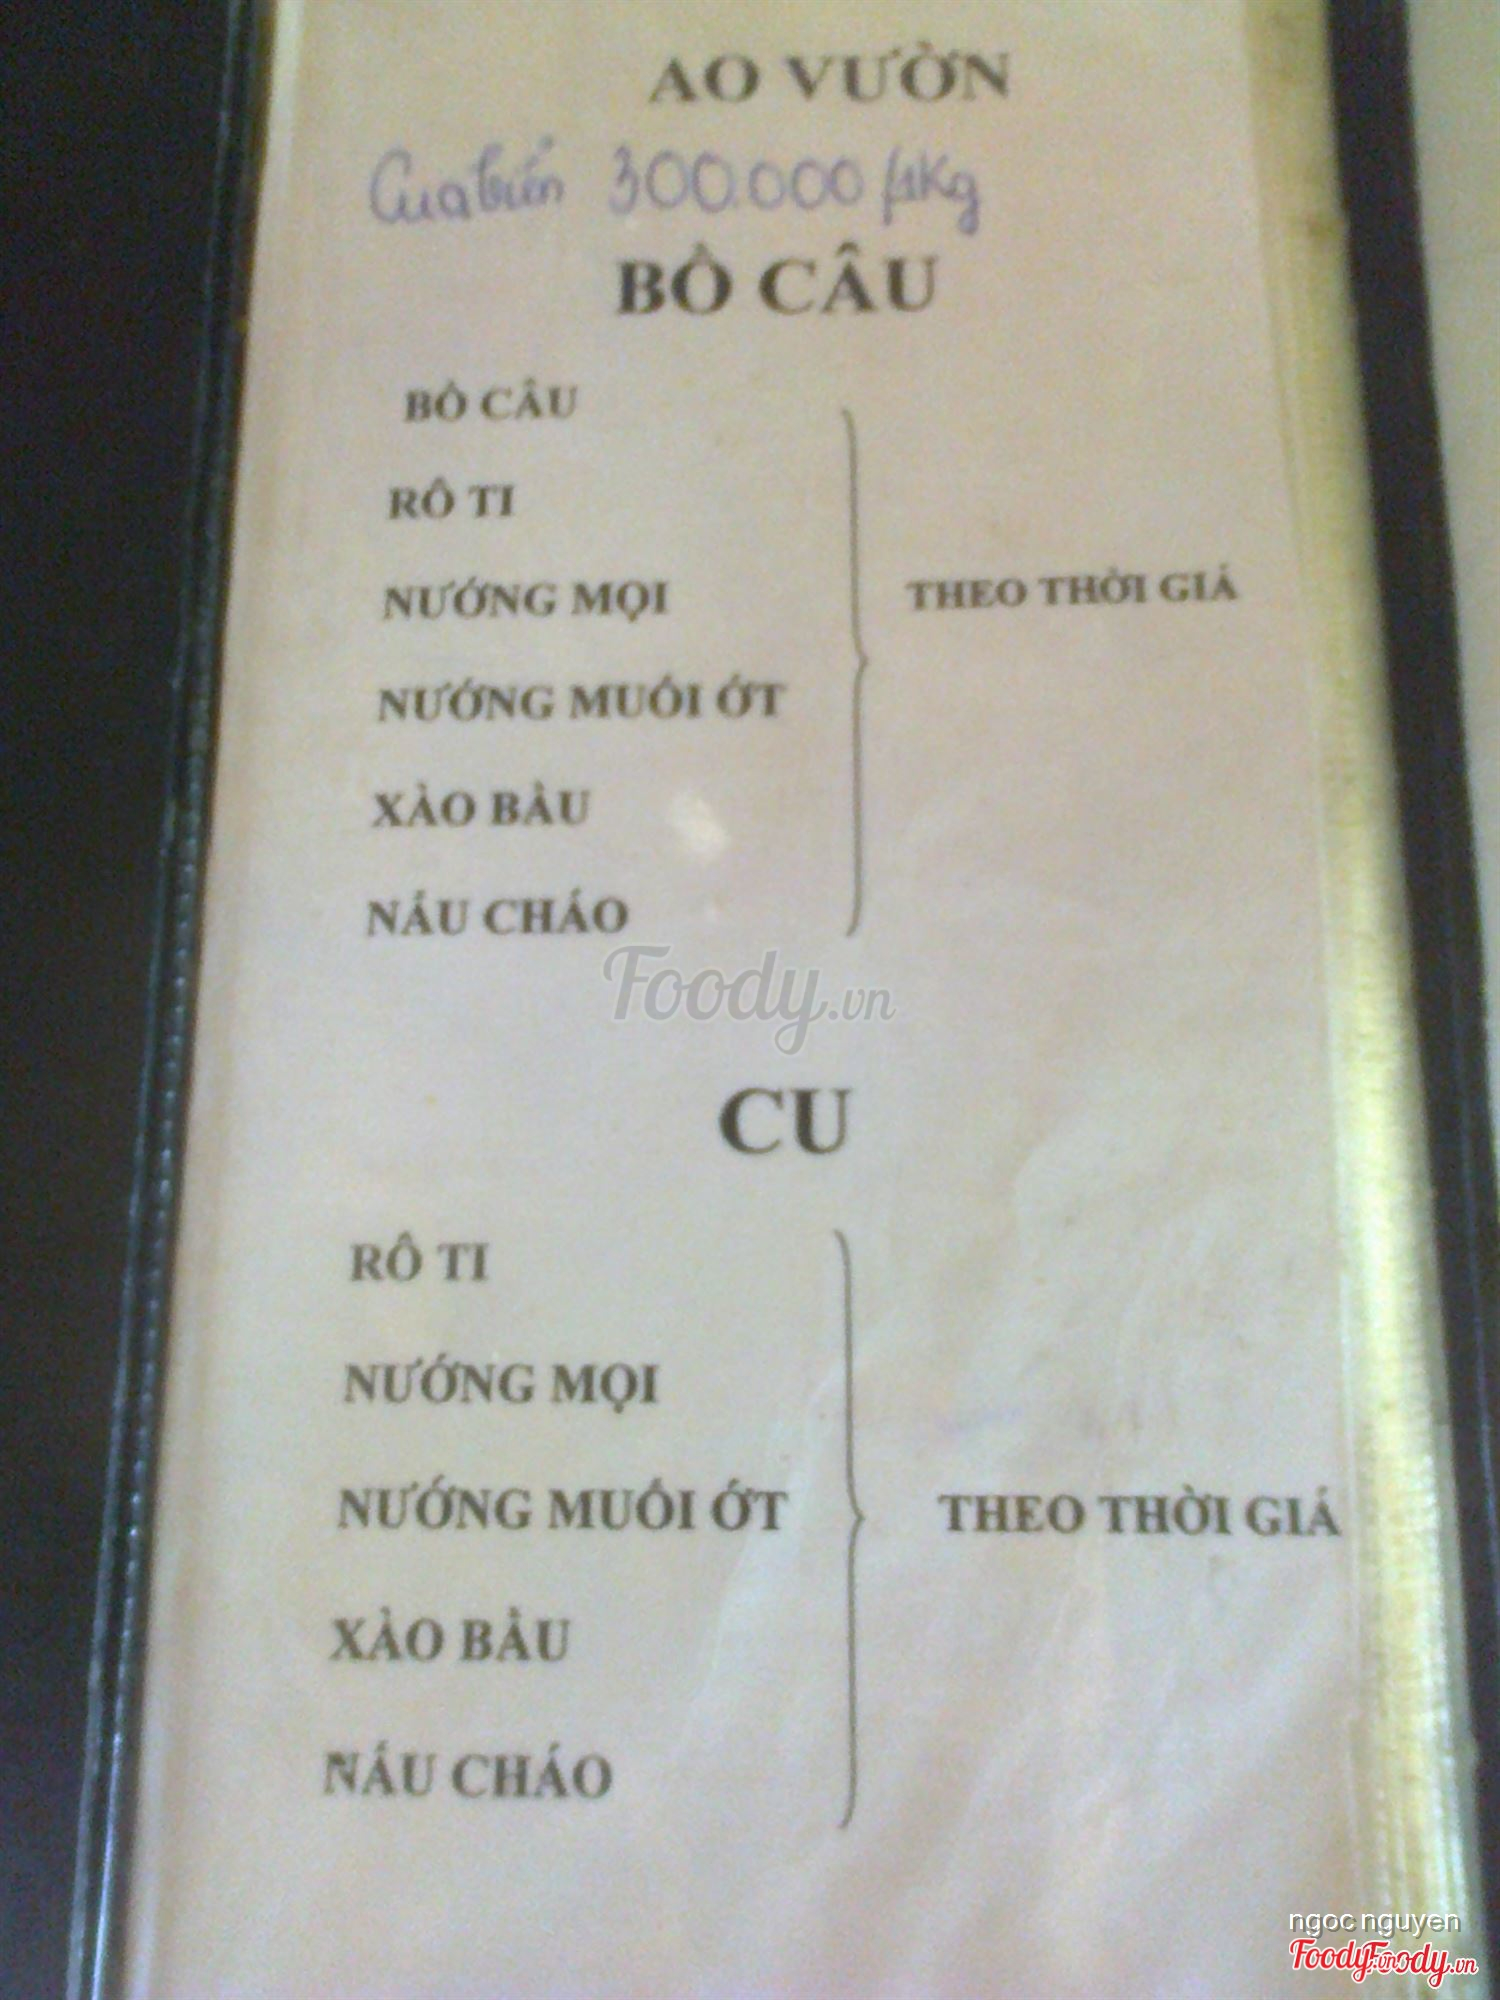 AO VƯỜN
Cua biển 300.000/1Kg
BỒ CÂU
BỒ CÂU
RÔ TI
NƯỚNG MỌI
NƯỚNG MUỐI ỚT
THEO THỜI GIÁ
XÀO BẦU
NẤU CHÁO
Foody.vn
CU
RÔ TI
NƯỚNG MỌI
NƯỚNG MUỐI ỚT
THEO THỜI GIÁ
XÀO BẦU
NẤU CHÁO
ngoc nguyen
FoodyFoody.vn